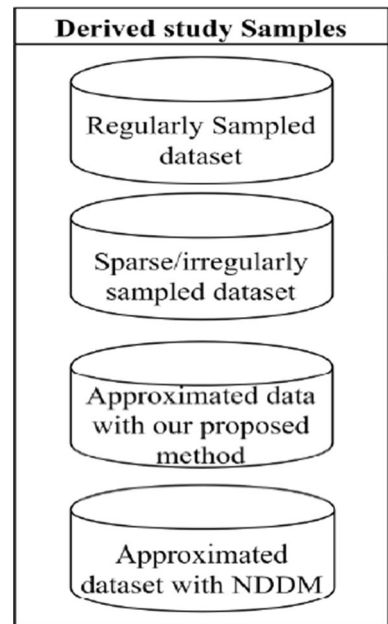 Derived study Samples
Regularly Sampled
dataset
Sparse/irregularly
sampled dataset
Approximated data
with our proposed
method
Approximated
dataset with NDDM